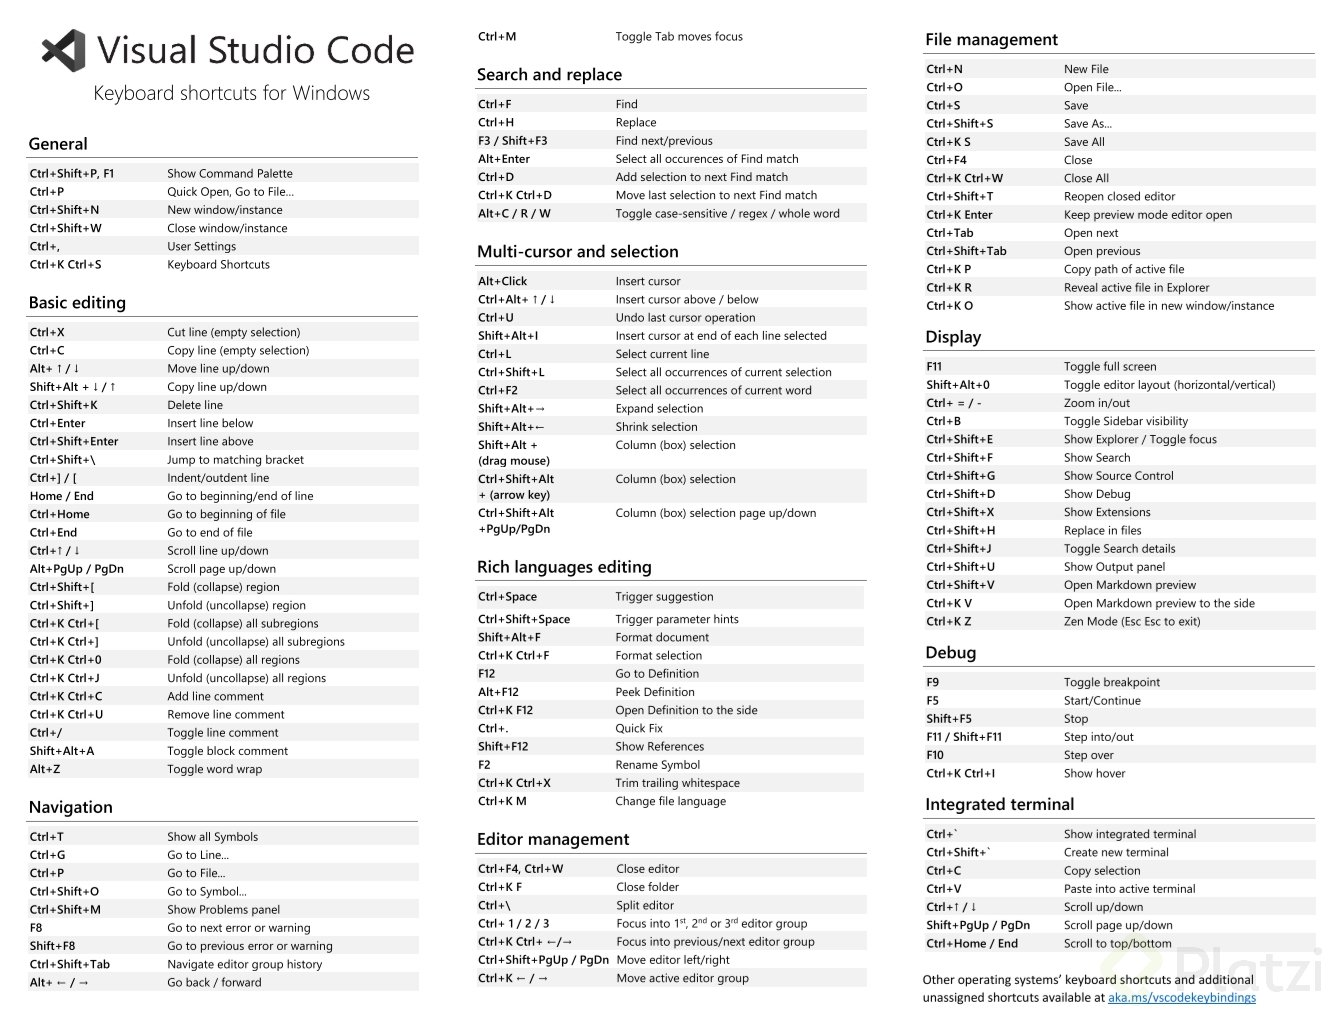 Visual Studio Code
Keyboard shortcuts for Windows
General
Ctrl+Shift+P, F1 Show Command Palette
Ctrl+P Quick Open, Go to File...
Ctrl+Shift+N New window/instance
Ctrl+Shift+W Close window/instance
Ctrl+, User Settings
Ctrl+K Ctrl+S Keyboard Shortcuts
Basic editing
Ctrl+X Cut line (empty selection)
Ctrl+C Copy line (empty selection)
Alt+ ↑ / ↓ Move line up/down
Shift+Alt + ↓ / ↑ Copy line up/down
Ctrl+Shift+K Delete line
Ctrl+Enter Insert line below
Ctrl+Shift+Enter Insert line above
Ctrl+Shift+\ Jump to matching bracket
Ctrl+] / [ Indent/outdent line
Home / End Go to beginning/end of line
Ctrl+Home Go to beginning of file
Ctrl+End Go to end of file
Ctrl+↑ / ↓ Scroll line up/down
Alt+PgUp / PgDn Scroll page up/down
Ctrl+Shift+[ Fold (collapse) region
Ctrl+Shift+] Unfold (uncollapse) region
Ctrl+K Ctrl+[ Fold (collapse) all subregions
Ctrl+K Ctrl+] Unfold (uncollapse) all subregions
Ctrl+K Ctrl+0 Fold (collapse) all regions
Ctrl+K Ctrl+J Unfold (uncollapse) all regions
Ctrl+K Ctrl+C Add line comment
Ctrl+K Ctrl+U Remove line comment
Ctrl+/ Toggle line comment
Shift+Alt+A Toggle block comment
Alt+Z Toggle word wrap
Navigation
Ctrl+T Show all Symbols
Ctrl+G Go to Line...
Ctrl+P Go to File...
Ctrl+Shift+O Go to Symbol...
Ctrl+Shift+M Show Problems panel
F8 Go to next error or warning
Shift+F8 Go to previous error or warning
Ctrl+Shift+Tab Navigate editor group history
Alt+ ← / → Go back / forward
Ctrl+M Toggle Tab moves focus
Search and replace
Ctrl+F Find
Ctrl+H Replace
F3 / Shift+F3 Find next/previous
Alt+Enter Select all occurences of Find match
Ctrl+D Add selection to next Find match
Ctrl+K Ctrl+D Move last selection to next Find match
Alt+C / R / W Toggle case-sensitive / regex / whole word
Multi-cursor and selection
Alt+Click Insert cursor
Ctrl+Alt+ ↑ / ↓ Insert cursor above / below
Ctrl+U Undo last cursor operation
Shift+Alt+I Insert cursor at end of each line selected
Ctrl+L Select current line
Ctrl+Shift+L Select all occurrences of current selection
Ctrl+F2 Select all occurrences of current word
Shift+Alt+→ Expand selection
Shift+Alt+← Shrink selection
Shift+Alt + Column (box) selection
(drag mouse)
Ctrl+Shift+Alt Column (box) selection
+ (arrow key)
Ctrl+Shift+Alt Column (box) selection page up/down
+PgUp/PgDn
Rich languages editing
Ctrl+Space Trigger suggestion
Ctrl+Shift+Space Trigger parameter hints
Shift+Alt+F Format document
Ctrl+K Ctrl+F Format selection
F12 Go to Definition
Alt+F12 Peek Definition
Ctrl+K F12 Open Definition to the side
Ctrl+. Quick Fix
Shift+F12 Show References
F2 Rename Symbol
Ctrl+K Ctrl+X Trim trailing whitespace
Ctrl+K M Change file language
Editor management
Ctrl+F4, Ctrl+W Close editor
Ctrl+K F Close folder
Ctrl+\ Split editor
Ctrl+ 1 / 2 / 3 Focus into 1st, 2nd or 3rd editor group
Ctrl+K Ctrl+ ←/→ Focus into previous/next editor group
Ctrl+Shift+PgUp / PgDn Move editor left/right
Ctrl+K ← / → Move active editor group
File management
Ctrl+N New File
Ctrl+O Open File...
Ctrl+S Save
Ctrl+Shift+S Save As...
Ctrl+K S Save All
Ctrl+F4 Close
Ctrl+K Ctrl+W Close All
Ctrl+Shift+T Reopen closed editor
Ctrl+K Enter Keep preview mode editor open
Ctrl+Tab Open next
Ctrl+Shift+Tab Open previous
Ctrl+K P Copy path of active file
Ctrl+K R Reveal active file in Explorer
Ctrl+K O Show active file in new window/instance
Display
F11 Toggle full screen
Shift+Alt+0 Toggle editor layout (horizontal/vertical)
Ctrl+ = / - Zoom in/out
Ctrl+B Toggle Sidebar visibility
Ctrl+Shift+E Show Explorer / Toggle focus
Ctrl+Shift+F Show Search
Ctrl+Shift+G Show Source Control
Ctrl+Shift+D Show Debug
Ctrl+Shift+X Show Extensions
Ctrl+Shift+H Replace in files
Ctrl+Shift+J Toggle Search details
Ctrl+Shift+U Show Output panel
Ctrl+Shift+V Open Markdown preview
Ctrl+K V Open Markdown preview to the side
Ctrl+K Z Zen Mode (Esc Esc to exit)
Debug
F9 Toggle breakpoint
F5 Start/Continue
Shift+F5 Stop
F11 / Shift+F11 Step into/out
F10 Step over
Ctrl+K Ctrl+I Show hover
Integrated terminal
Ctrl+` Show integrated terminal
Ctrl+Shift+` Create new terminal
Ctrl+C Copy selection
Ctrl+V Paste into active terminal
Ctrl+↑ / ↓ Scroll up/down
Shift+PgUp / PgDn Scroll page up/down
Ctrl+Home / End Scroll to top/bottom
Platzi
Other operating systems’ keyboard shortcuts and additional
unassigned shortcuts available at aka.ms/vscodekeybindings